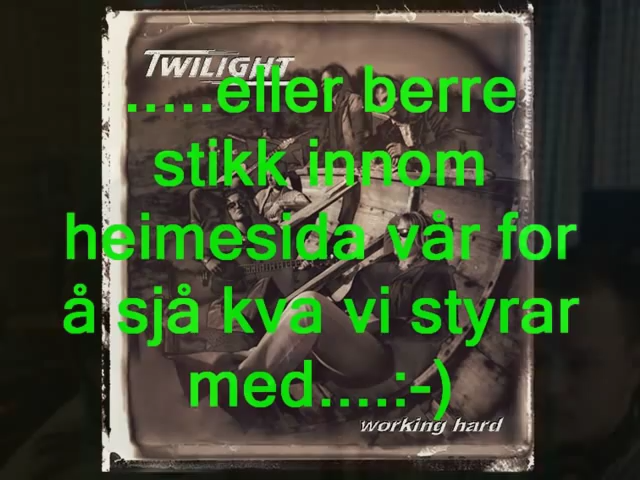 TWILIGHT
.....eller berre
stikk innom
heimesida vår for
å sjå kva vi styrar
med....:-)
working hard